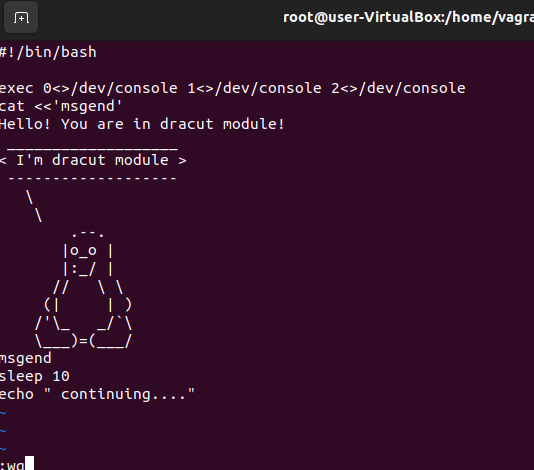 root@user-VirtualBox:/home/vagra
#!/bin/bash

exec 0<>/dev/console 1<>/dev/console 2<>/dev/console
cat <<'msgend'
Hello! You are in dracut module!
 ___________________
< I'm dracut module >
 -------------------
   \
    \
        .--.
       |o_o |
       |:_/ |
      //   \ \
     (|     | )
    /'\_   _/`\
    \___)=(___/
msgend
sleep 10
echo " continuing...."
~
~
~
:wq